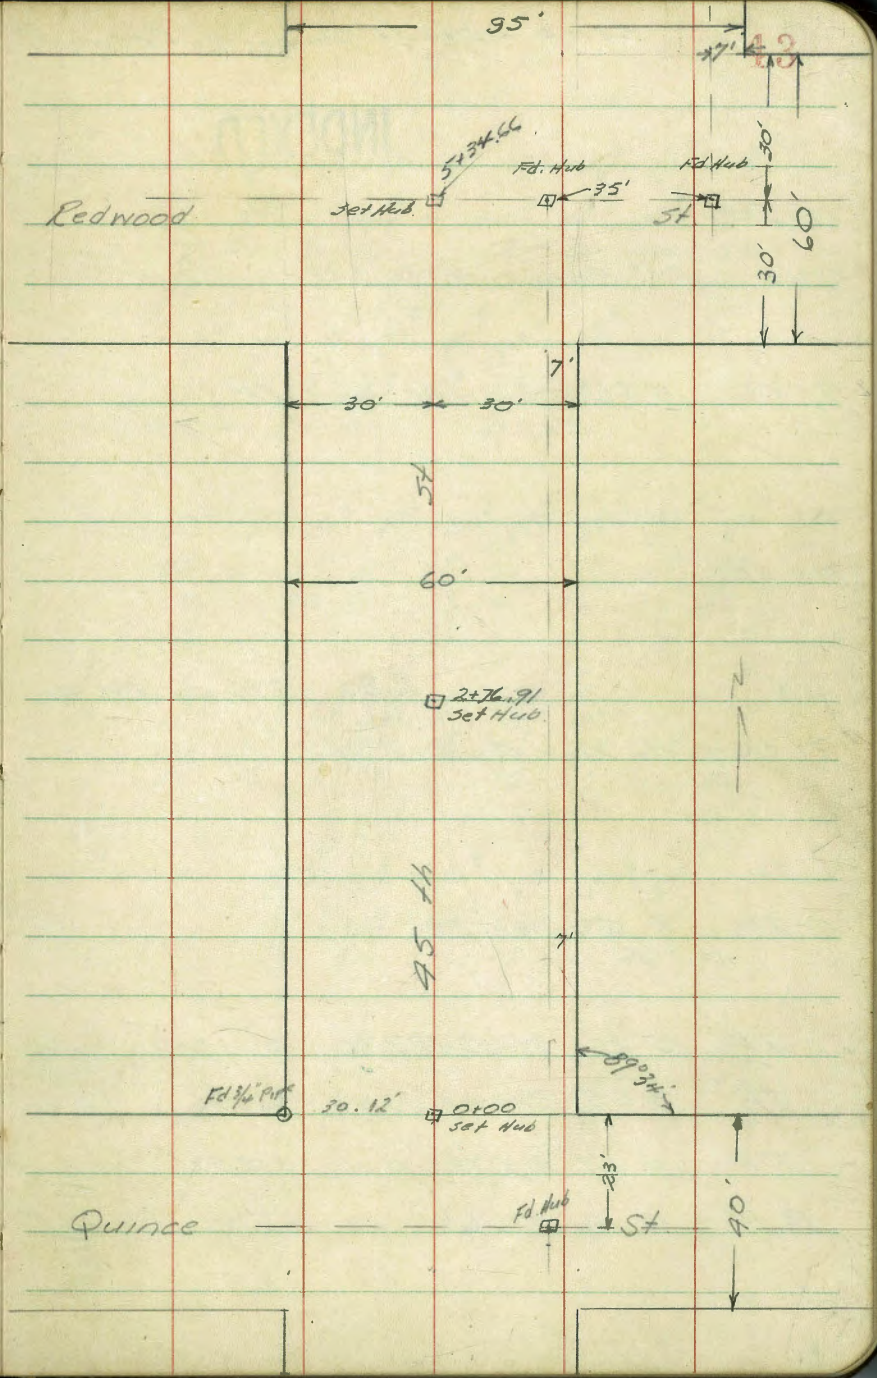 95'
43
7'
5+34.66
Fd. Hub
Fd Hub
30'
Set Hub.
35'
Redwood
St
30'
60'
7'
30'
30'
St
60'
2+76.91
Set Hub.
45 th
7'
89°34'
Fd 3/4" Pipe
30.12'
0+00
Set Hub
23'
Fd. Hub
Quince
St.
40'